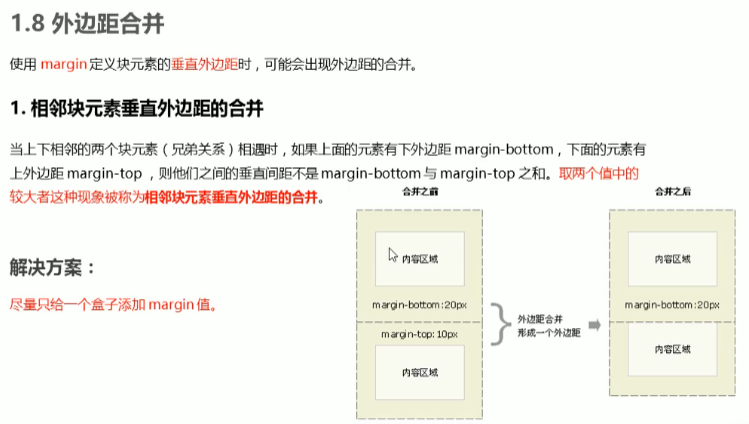 1.8 外边距合并
使用 margin 定义块元素的垂直外边距时，可能会出现外边距的合并。
1. 相邻块元素垂直外边距的合并
当上下相邻的两个块元素（兄弟关系）相遇时，如果上面的元素有下外边距 margin-bottom，下面的元素有
上外边距 margin-top ，则他们之间的垂直间距不是 margin-bottom 与 margin-top 之和。取两个值中的
较大者这种现象被称为相邻块元素垂直外边距的合并。
解决方案：
尽量只给一个盒子添加 margin 值。
合并之前
内容区域
margin-bottom:20px
margin-top:10px
内容区域
外边距合并
形成一个外边距
合并之后
内容区域
margin-bottom:20px
内容区域